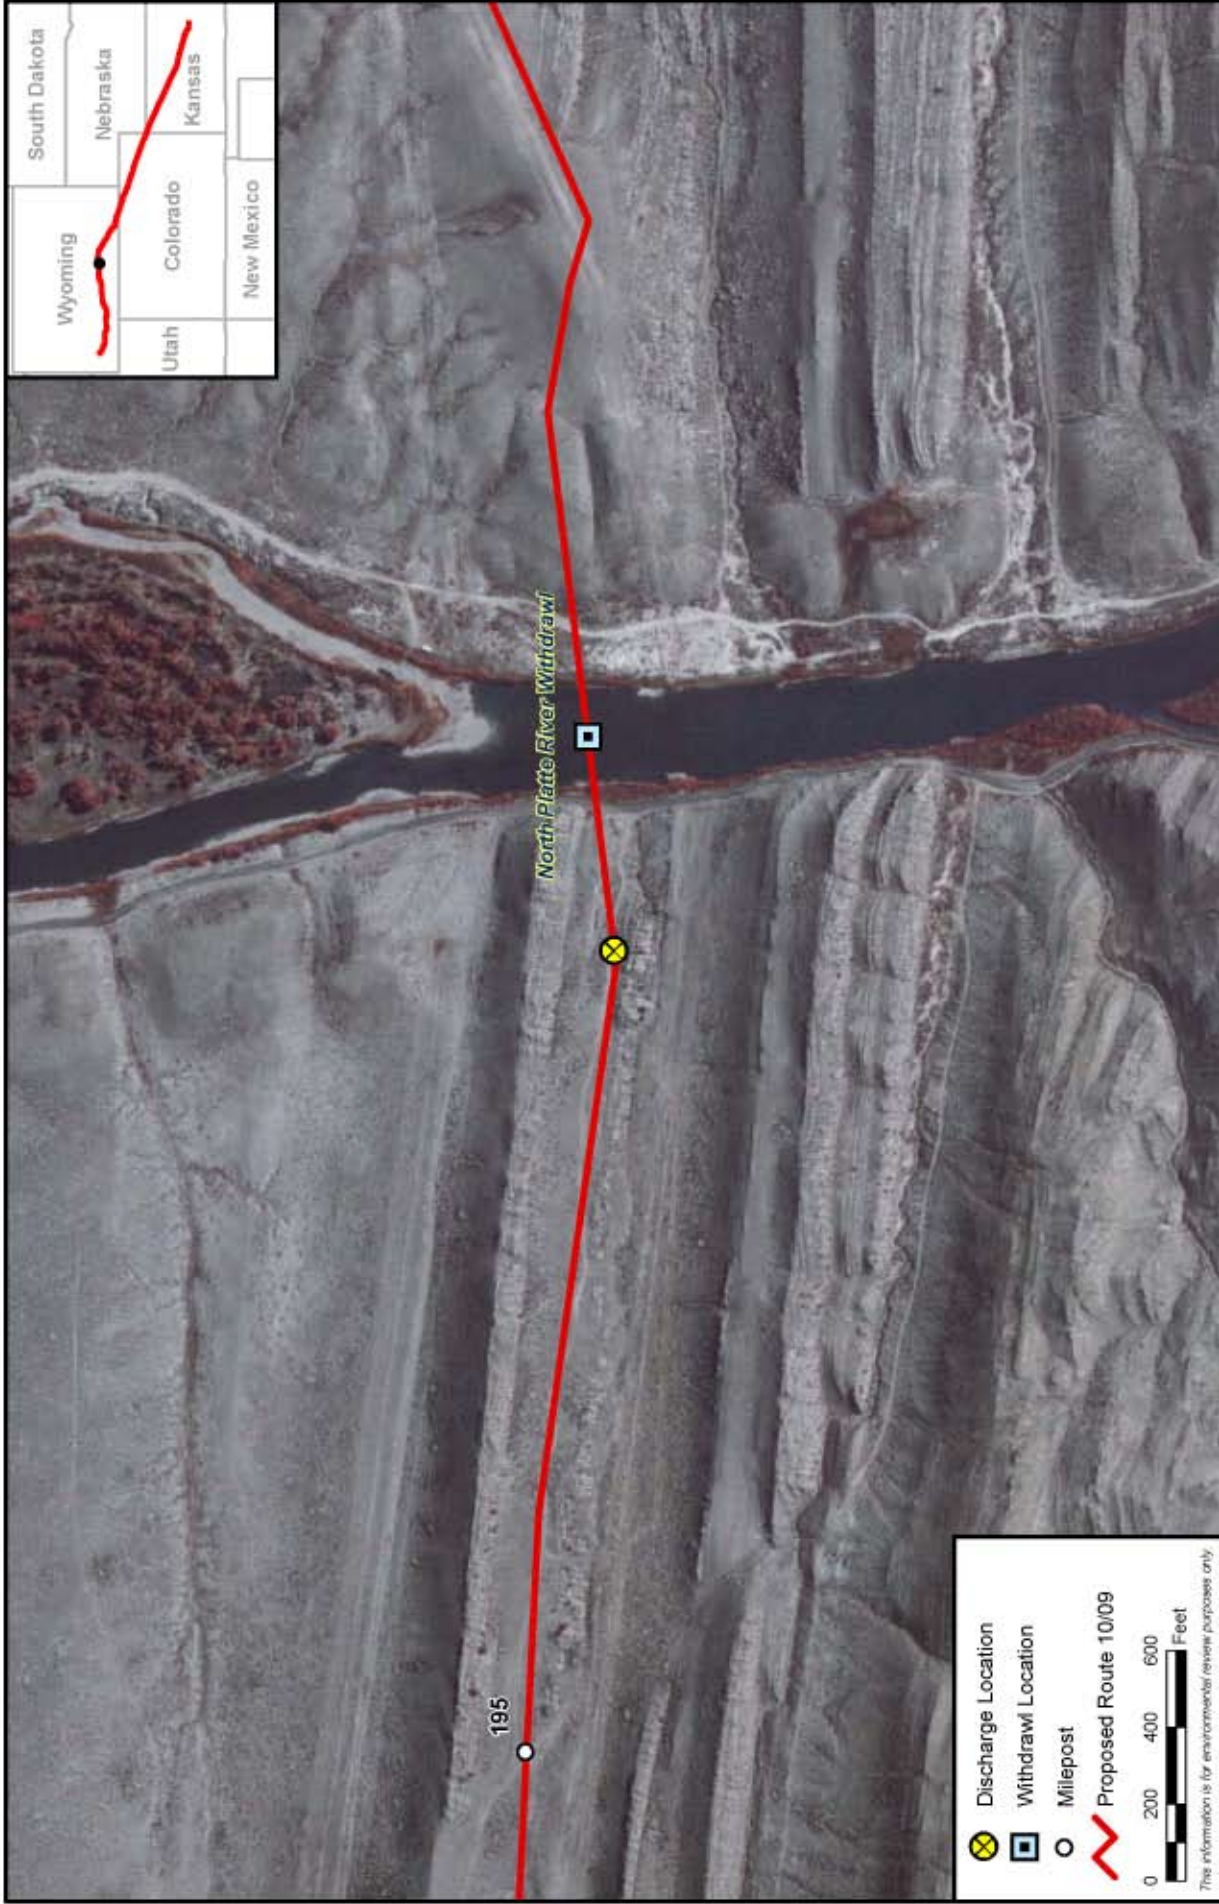 South Dakota
Wyoming
Nebraska
Utah
Colorado
Kansas
New Mexico
North Platte River Withdrawl
195
Discharge Location
Withdrawl Location
Milepost
Proposed Route 10/09
0 200 400 600
Feet
This information is for environmental review purposes only.